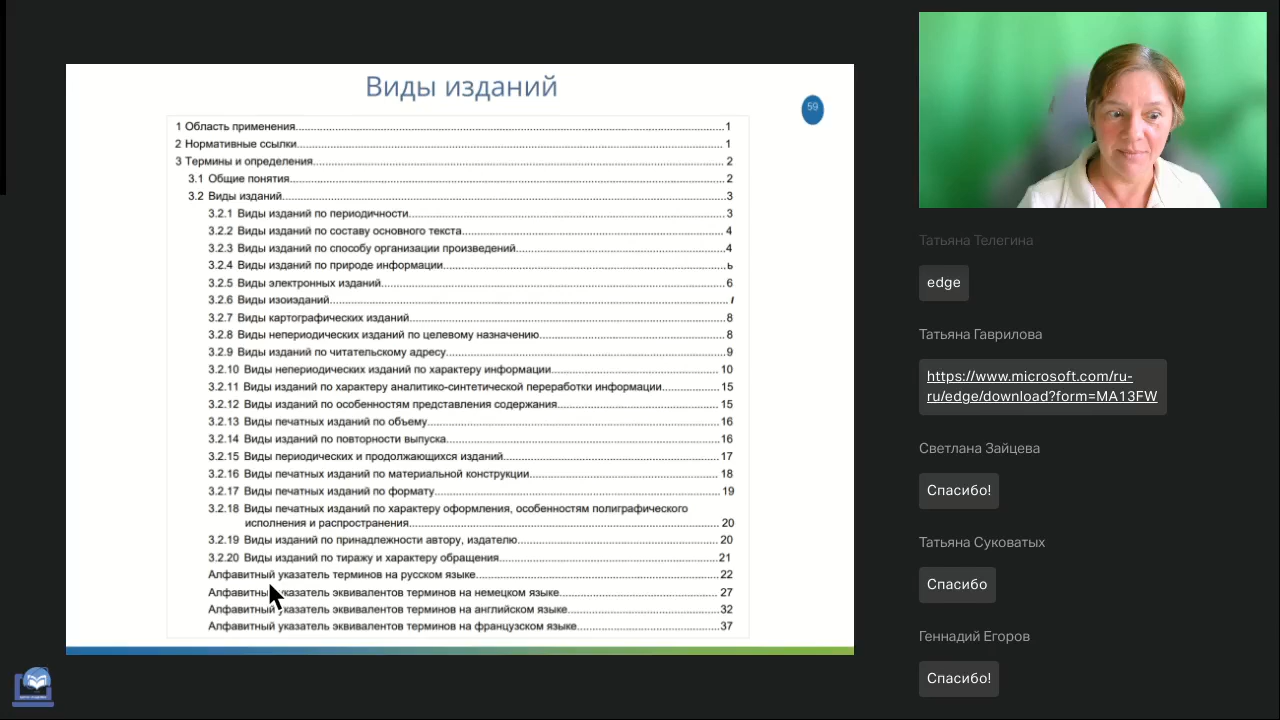 Виды изданий
59
1 Область применения 1
2 Нормативные ссылки 1
3 Термины и определения 2
3.1 Общие понятия 2
3.2 Виды изданий 3
3.2.1 Виды изданий по периодичности 3
3.2.2 Виды изданий по составу основного текста 4
3.2.3 Виды изданий по способу организации произведений 4
3.2.4 Виды изданий по природе информации ь
3.2.5 Виды электронных изданий 6
3.2.6 Виды изоизданий /
3.2.7 Виды картографических изданий 8
3.2.8 Виды непериодических изданий по целевому назначению 8
3.2.9 Виды изданий по читательскому адресу 9
3.2.10 Виды непериодических изданий по характеру информации 10
3.2.11 Виды изданий по характеру аналитико-синтетической переработки информации 15
3.2.12 Виды изданий по особенностям представления содержания 15
3.2.13 Виды печатных изданий по объему 16
3.2.14 Виды изданий по повторности выпуска 16
3.2.15 Виды периодических и продолжающихся изданий 17
3.2.16 Виды печатных изданий по материальной конструкции 18
3.2.17 Виды печатных изданий по формату 19
3.2.18 Виды печатных изданий по характеру оформления, особенностям полиграфического
исполнения и распространения 20
3.2.19 Виды изданий по принадлежности автору, издателю 20
3.2.20 Виды изданий по тиражу и характеру обращения 21
Алфавитный указатель терминов на русском языке 22
Алфавитный указатель эквивалентов терминов на немецком языке 27
Алфавитный указатель эквивалентов терминов на английском языке 32
Алфавитный указатель эквивалентов терминов на французском языке 37
Татьяна Телегина
edge
Татьяна Гаврилова
https://www.microsoft.com/ru-
ru/edge/download?form=MA13FW
Светлана Зайцева
Спасибо!
Татьяна Суковатых
Спасибо
Геннадий Егоров
Спасибо!